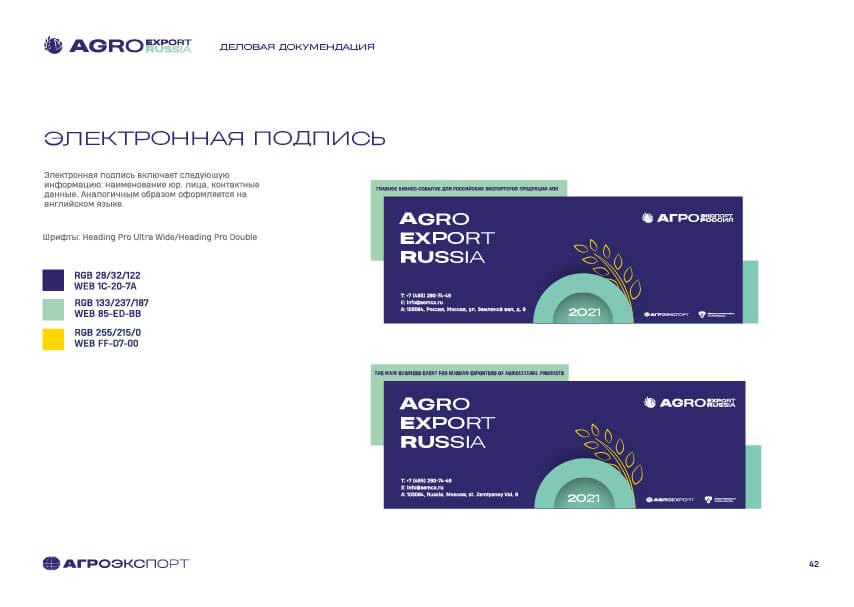 AGRO EXPORT RUSSIA
ДЕЛОВАЯ ДОКУМЕНДАЦИЯ
ЭЛЕКТРОННАЯ ПОДПИСЬ
Электронная подпись включает следующую
информацию: наименование юр. лица, контактные
данные. Аналогичным образом оформляется на
английском языке.
Шрифты: Heading Pro Ultra Wide/Heading Pro Double
RGB 28/32/122
WEB 1C-20-7A
RGB 133/237/187
WEB 85-ED-BB
RGB 255/215/0
WEB FF-D7-00
ГЛАВНОЕ БИЗНЕС-СОБЫТИЕ ДЛЯ РОССИЙСКИХ ЭКСПОРТЕРОВ ПРОДУКЦИИ АПК
AGRO
EXPORT
RUSSIA
АГРО ЭКСПОРТ РОССИЯ
T: +7 (495) 280-74-49
E: info@aemcx.ru
A: 105064, Россия, Москва, ул. Земляной вал, д. 9
2021
АГРОЭКСПОРТ
THE MAIN BUSINESS EVENT FOR RUSSIAN EXPORTERS OF AGRICULTURAL PRODUCTS
AGRO
EXPORT
RUSSIA
AGRO EXPORT RUSSIA
T: +7 (495) 280-74-49
E: info@aemcx.ru
A: 105064, Russia, Moscow, st. Zemlyanoy Val, 9
2021
AGROEXPORT
АГРОЭКСПОРТ
42